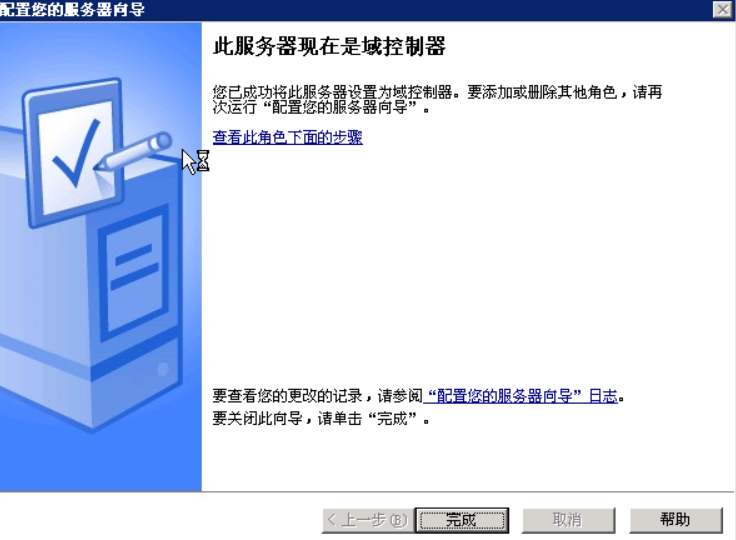 配置您的服务器向导
此服务器现在是域控制器
您已成功将此服务器设置为域控制器。要添加或删除其他角色，请再
次运行“配置您的服务器向导”。
查看此角色下面的步骤
要查看您的更改的记录，请参阅“配置您的服务器向导”日志。
要关闭此向导，请单击“完成”。
< 上一步(B) 完成 取消 帮助